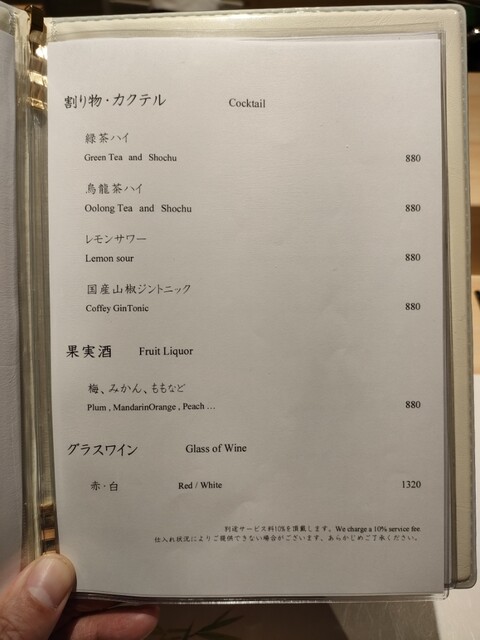 割り物・カクテル Cocktail
緑茶ハイ
Green Tea and Shochu 880
烏龍茶ハイ
Oolong Tea and Shochu 880
レモンサワー
Lemon sour 880
国産山椒ジントニック
Coffey GinTonic 880
果実酒 Fruit Liquor
梅、みかん、ももなど
Plum , MandarinOrange , Peach … 880
グラスワイン Glass of Wine
赤・白 Red / White 1320
別途サービス料10%を頂戴します。We charge a 10% service fee
仕入れ状況によりご提供できない場合がございます。あらかじめご了承ください。